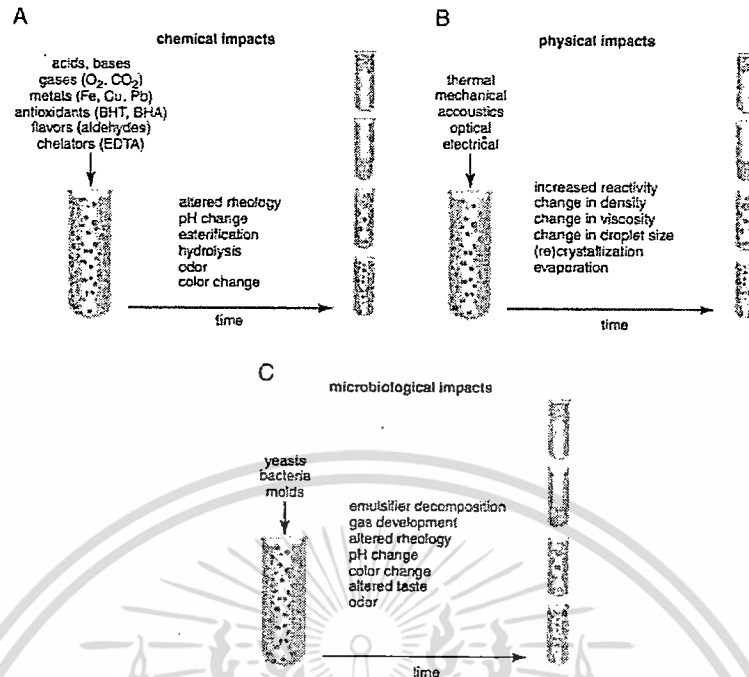 A
chemical impacts
acids, bases
gases (O2, CO2)
metals (Fe, Cu, Pb)
antioxidants (BHT, BHA)
flavors (aldehydes)
chelators (EDTA)
altered rheology
pH change
esterification
hydrolysis
odor
color change
time
B
physical impacts
thermal
mechanical
accoustics
optical
electrical
increased reactivity
change in density
change in viscosity
change in droplet size
(re)crystallization
evaporation
time
C
microbiological impacts
yeasts
bacteria
molds
emulsifier decomposition
gas development
altered rheology
pH change
color change
altered taste
odor
time